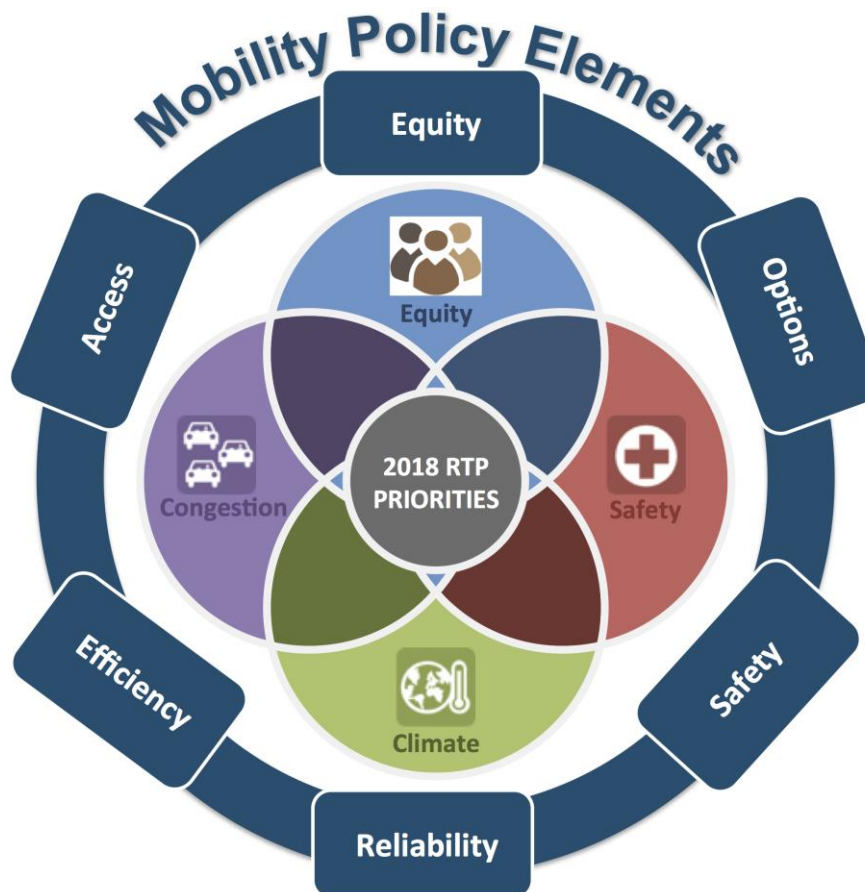 Mobility Policy Elements
Equity
Access
Options
Equity
Congestion
2018 RTP
PRIORITIES
Safety
Climate
Efficiency
Safety
Reliability